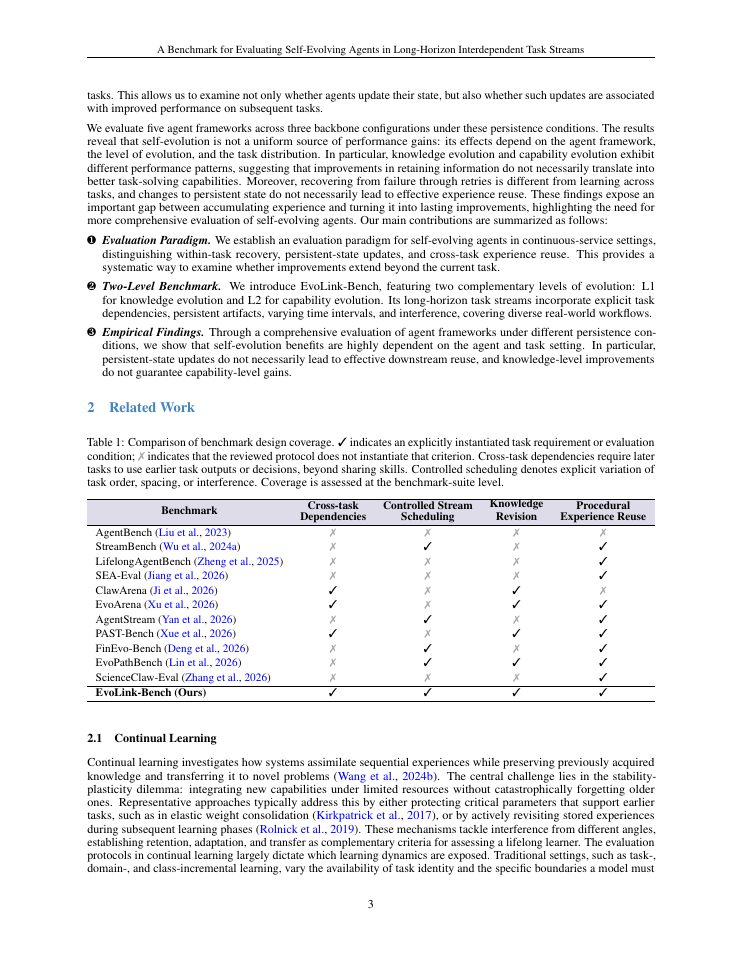 A Benchmark for Evaluating Self-Evolving Agents in Long-Horizon Interdependent Task Streams
tasks. This allows us to examine not only whether agents update their state, but also whether such updates are associated
with improved performance on subsequent tasks.
We evaluate five agent frameworks across three backbone configurations under these persistence conditions. The results
reveal that self-evolution is not a uniform source of performance gains: its effects depend on the agent framework,
the level of evolution, and the task distribution. In particular, knowledge evolution and capability evolution exhibit
different performance patterns, suggesting that improvements in retaining information do not necessarily translate into
better task-solving capabilities. Moreover, recovering from failure through retries is different from learning across
tasks, and changes to persistent state do not necessarily lead to effective experience reuse. These findings expose an
important gap between accumulating experience and turning it into lasting improvements, highlighting the need for
more comprehensive evaluation of self-evolving agents. Our main contributions are summarized as follows:
❶ Evaluation Paradigm. We establish an evaluation paradigm for self-evolving agents in continuous-service settings,
distinguishing within-task recovery, persistent-state updates, and cross-task experience reuse. This provides a
systematic way to examine whether improvements extend beyond the current task.
❷ Two-Level Benchmark. We introduce EvoLink-Bench, featuring two complementary levels of evolution: L1
for knowledge evolution and L2 for capability evolution. Its long-horizon task streams incorporate explicit task
dependencies, persistent artifacts, varying time intervals, and interference, covering diverse real-world workflows.
❸ Empirical Findings. Through a comprehensive evaluation of agent frameworks under different persistence con-
ditions, we show that self-evolution benefits are highly dependent on the agent and task setting. In particular,
persistent-state updates do not necessarily lead to effective downstream reuse, and knowledge-level improvements
do not guarantee capability-level gains.
2 Related Work
Table 1: Comparison of benchmark design coverage. ✓ indicates an explicitly instantiated task requirement or evaluation
condition; ✗ indicates that the reviewed protocol does not instantiate that criterion. Cross-task dependencies require later
tasks to use earlier task outputs or decisions, beyond sharing skills. Controlled scheduling denotes explicit variation of
task order, spacing, or interference. Coverage is assessed at the benchmark-suite level.
Benchmark Cross-task Dependencies Controlled Stream Scheduling Knowledge Revision Procedural Experience Reuse
AgentBench (Liu et al., 2023) ✗ ✗ ✗ ✗
StreamBench (Wu et al., 2024a) ✗ ✓ ✗ ✓
LifelongAgentBench (Zheng et al., 2025) ✗ ✗ ✗ ✓
SEA-Eval (Jiang et al., 2026) ✗ ✗ ✗ ✓
ClawArena (Ji et al., 2026) ✓ ✗ ✓ ✗
EvoArena (Xu et al., 2026) ✓ ✗ ✓ ✓
AgentStream (Yan et al., 2026) ✗ ✓ ✗ ✓
PAST-Bench (Xue et al., 2026) ✓ ✗ ✓ ✓
FinEvo-Bench (Deng et al., 2026) ✗ ✓ ✗ ✓
EvoPathBench (Lin et al., 2026) ✗ ✓ ✓ ✓
ScienceClaw-Eval (Zhang et al., 2026) ✗ ✗ ✗ ✓
EvoLink-Bench (Ours) ✓ ✓ ✓ ✓
2.1 Continual Learning
Continual learning investigates how systems assimilate sequential experiences while preserving previously acquired
knowledge and transferring it to novel problems (Wang et al., 2024b). The central challenge lies in the stability-
plasticity dilemma: integrating new capabilities under limited resources without catastrophically forgetting older
ones. Representative approaches typically address this by either protecting critical parameters that support earlier
tasks, such as in elastic weight consolidation (Kirkpatrick et al., 2017), or by actively revisiting stored experiences
during subsequent learning phases (Rolnick et al., 2019). These mechanisms tackle interference from different angles,
establishing retention, adaptation, and transfer as complementary criteria for assessing a lifelong learner. The evaluation
protocols in continual learning largely dictate which learning dynamics are exposed. Traditional settings, such as task-,
domain-, and class-incremental learning, vary the availability of task identity and the specific boundaries a model must
3